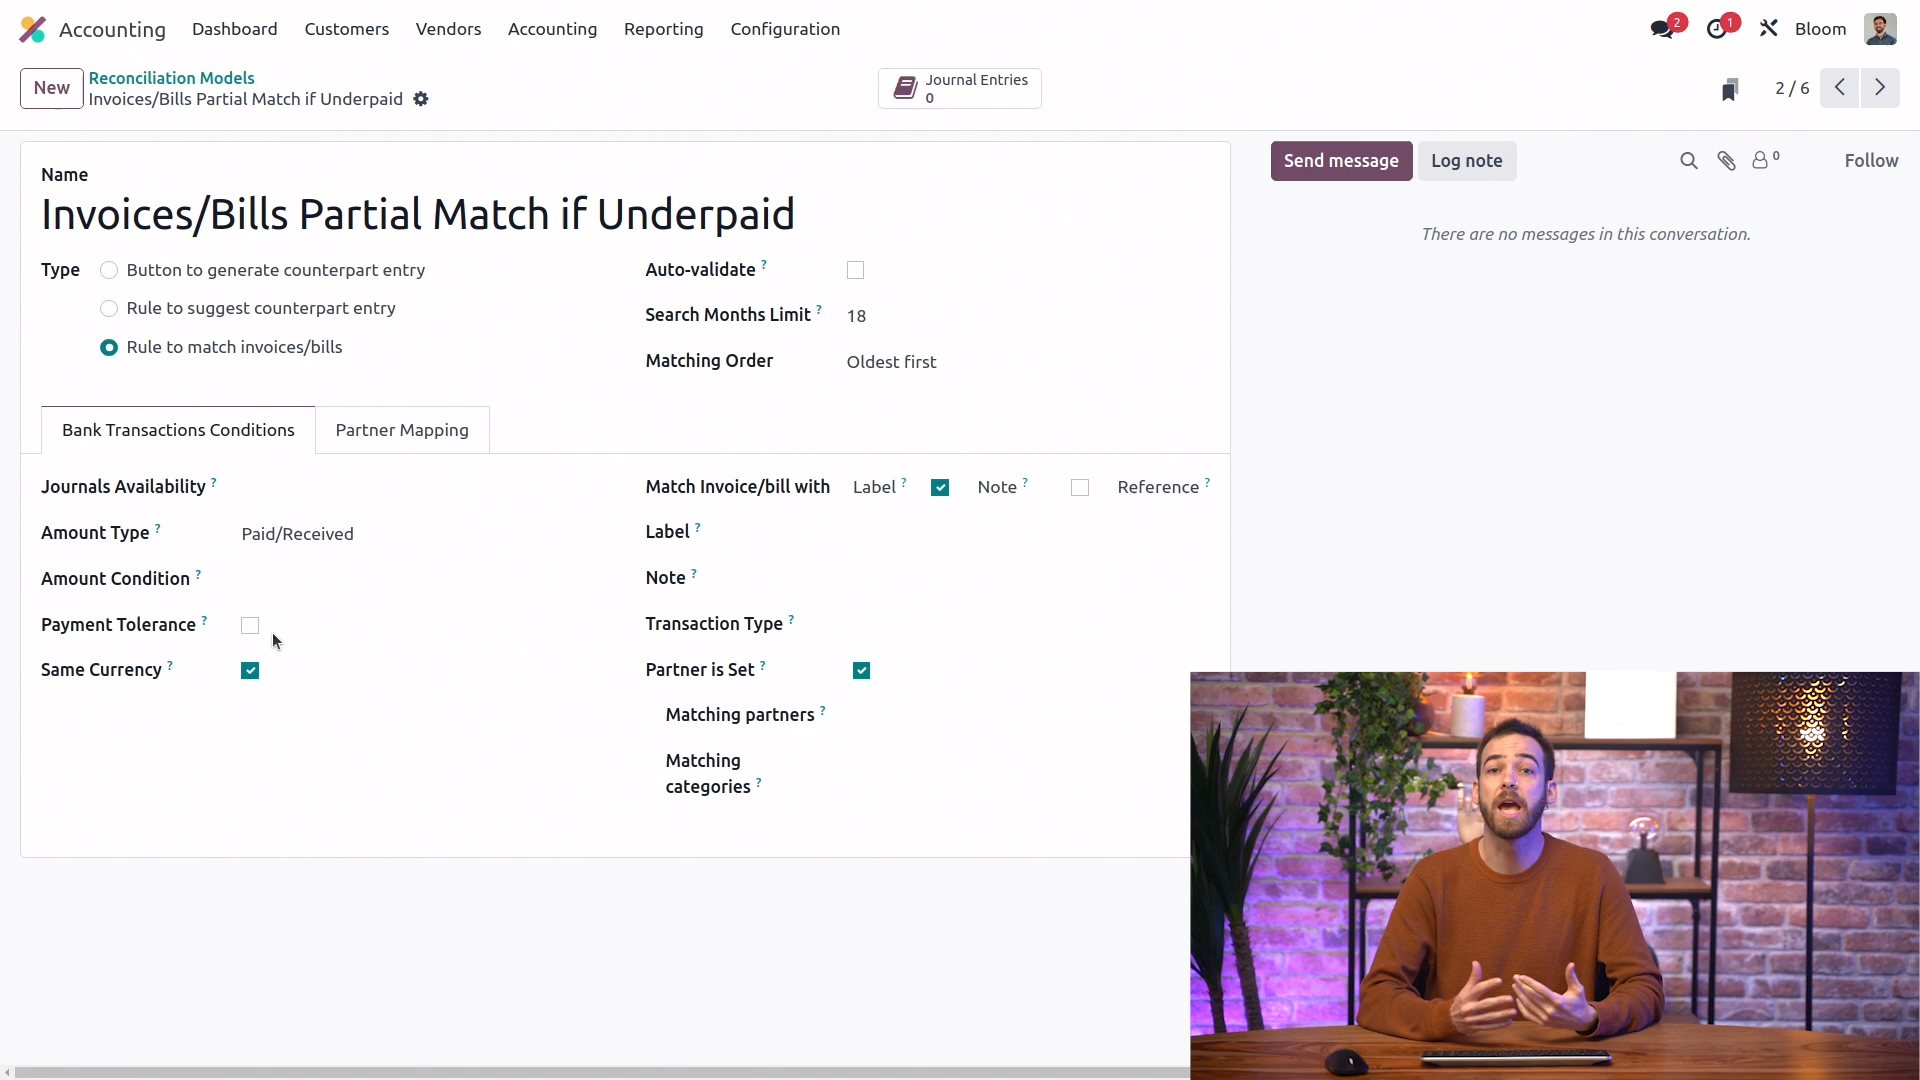 Accounting Dashboard Customers Vendors Accounting Reporting Configuration 2 1 Bloom
New Reconciliation Models
Invoices/Bills Partial Match if Underpaid
Journal Entries
0
2 / 6
Send message Log note 0 Follow
There are no messages in this conversation.
Name
Invoices/Bills Partial Match if Underpaid
Type Button to generate counterpart entry
Rule to suggest counterpart entry
Rule to match invoices/bills
Auto-validate ?
Search Months Limit ? 18
Matching Order Oldest first
Bank Transactions Conditions Partner Mapping
Journals Availability ?
Amount Type ? Paid/Received
Amount Condition ?
Payment Tolerance ?
Same Currency ?
Match Invoice/bill with Label ? Note ? Reference ?
Label ?
Note ?
Transaction Type ?
Partner is Set ?
Matching partners ?
Matching
categories ?